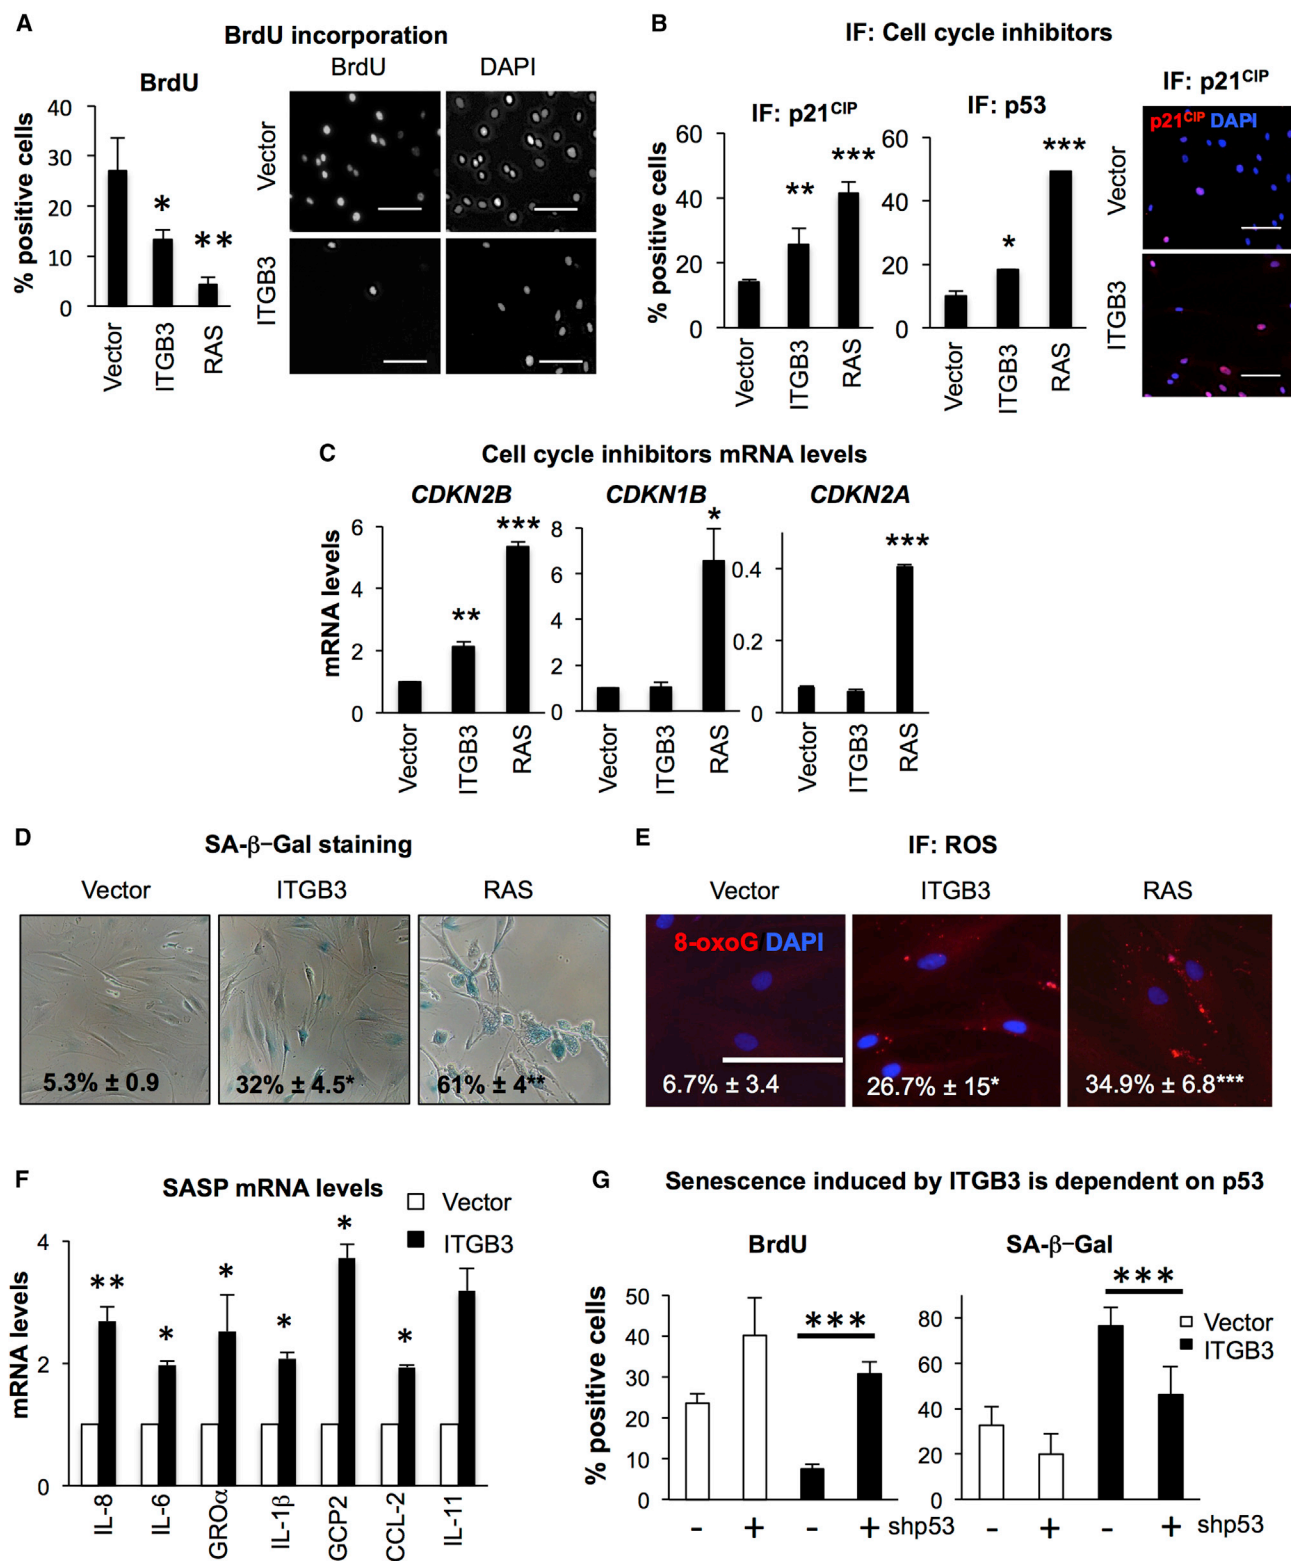 A
BrdU incorporation
BrdU
% positive cells
40
30
20
10
0
*
**
Vector
ITGB3
RAS
BrdU
DAPI
Vector
ITGB3
B
IF: Cell cycle inhibitors
IF: p21CIP
% positive cells
60
40
20
0
**
***
Vector
ITGB3
RAS
IF: p53
60
40
20
0
*
***
Vector
ITGB3
RAS
IF: p21CIP
p21CIP DAPI
Vector
ITGB3
C
Cell cycle inhibitors mRNA levels
CDKN2B
mRNA levels
6
4
2
0
**
***
Vector
ITGB3
RAS
CDKN1B
8
6
4
2
0
*
Vector
ITGB3
RAS
CDKN2A
0.4
0.2
0
***
Vector
ITGB3
RAS
D
SA-β–Gal staining
Vector
ITGB3
RAS
5.3% ± 0.9
32% ± 4.5*
61% ± 4**
E
IF: ROS
Vector
ITGB3
RAS
8-oxoG DAPI
6.7% ± 3.4
26.7% ± 15*
34.9% ± 6.8***
F
SASP mRNA levels
Vector
ITGB3
mRNA levels
4
2
0
**
*
*
*
*
*
IL-8
IL-6
GROα
IL-1β
GCP2
CCL-2
IL-11
G
Senescence induced by ITGB3 is dependent on p53
BrdU
% positive cells
50
40
30
20
10
0
***
- + - + shp53
SA-β–Gal
80
60
40
20
0
***
Vector
ITGB3
- + - + shp53